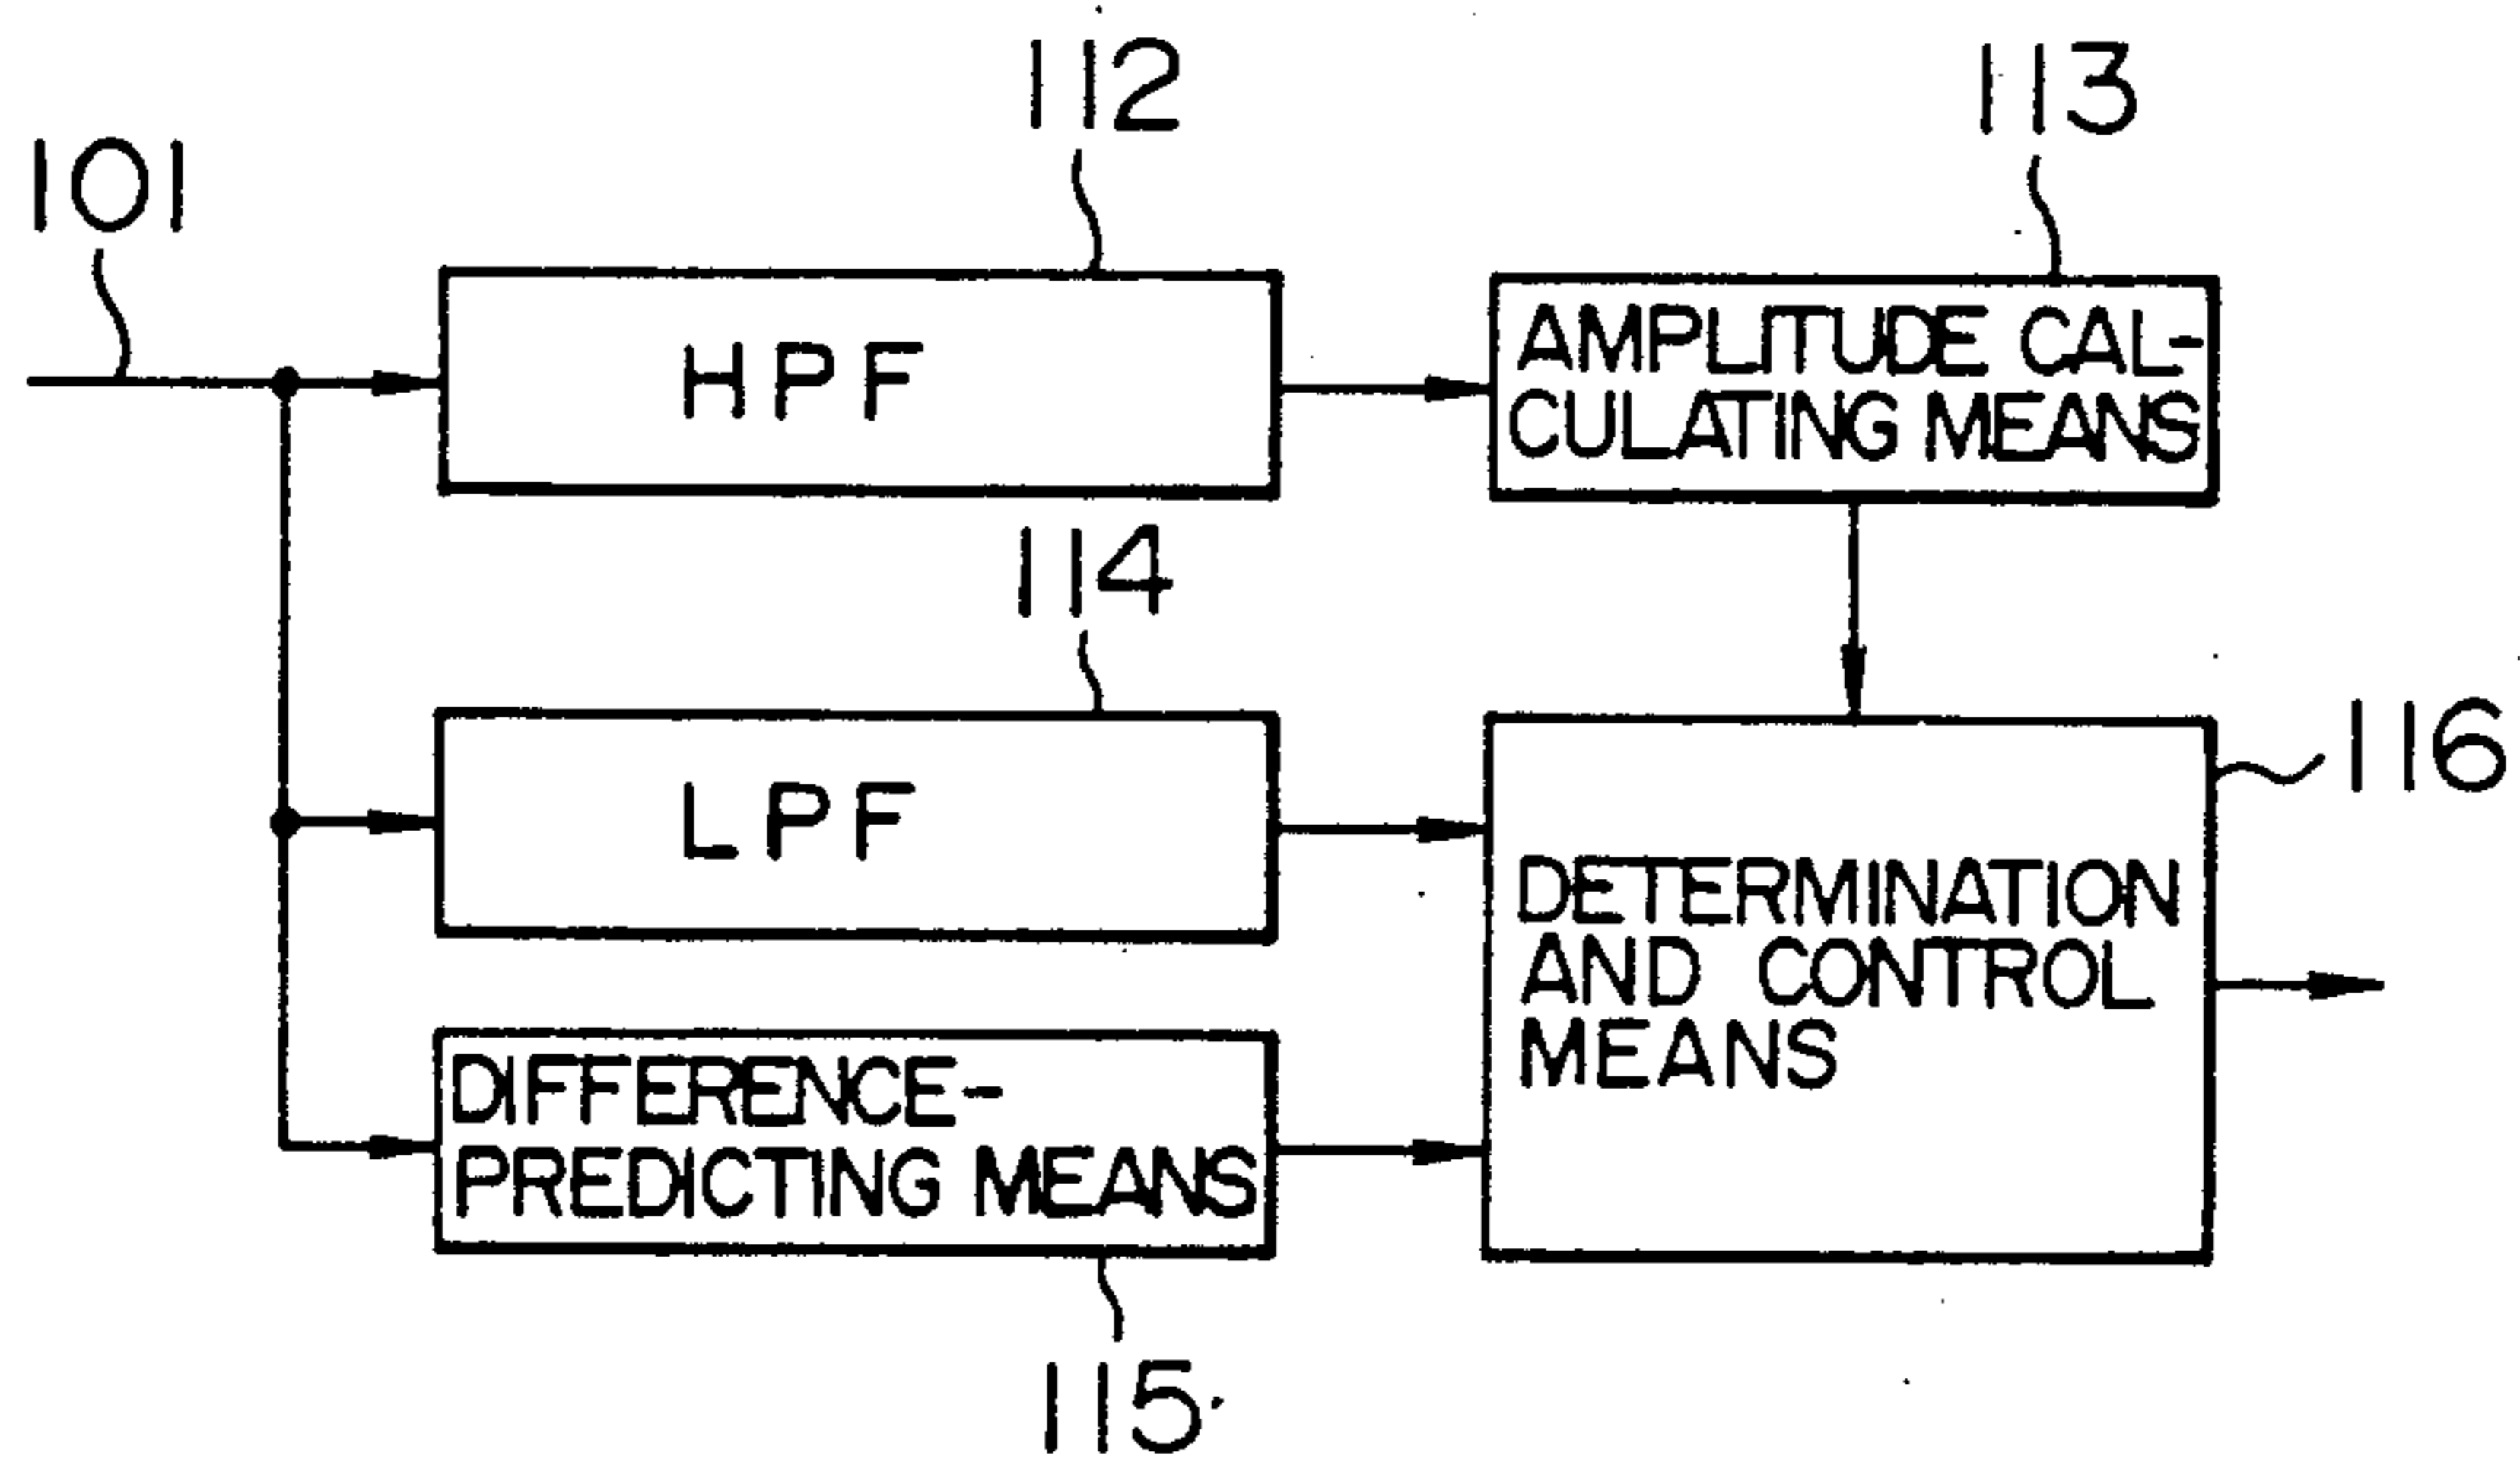 112
113
101
HPF
AMPLITUDE CAL-
CULATING MEANS
114
LPF
116
DETERMINATION
AND CONTROL
MEANS
DIFFERENCE-
PREDICTING MEANS
115